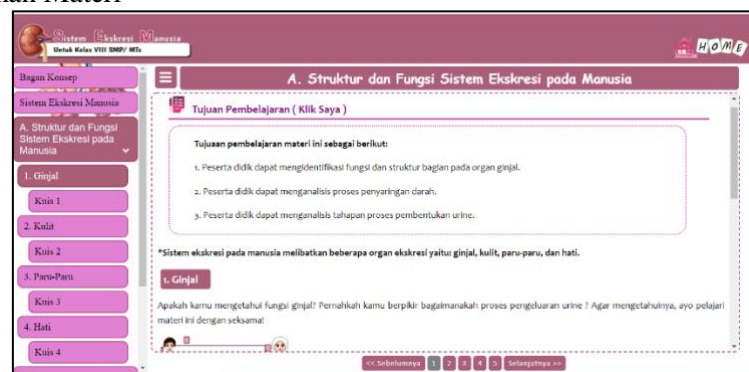 Sistem Ekskresi Manusia
Untuk Kelas VIII SMP/ MTs
HOME
Bagan Konsep
Sistem Ekskresi Manusia
A. Struktur dan Fungsi
Sistem Ekskresi pada
Manusia
1. Ginjal
Kuis 1
2. Kulit
Kuis 2
3. Paru-Paru
Kuis 3
4. Hati
Kuis 4
A. Struktur dan Fungsi Sistem Ekskresi pada Manusia
Tujuan Pembelajaran ( Klik Saya )
Tujuaan pembelajaran materi ini sebagai berikut:
1. Peserta didik dapat mengidentifikasi fungsi dan struktur bagian pada organ ginjal.
2. Peserta didik dapat menganalisis proses penyaringan darah.
3. Peserta didik dapat menganalisis tahapan proses pembentukan urine.
*Sistem ekskresi pada manusia melibatkan beberapa organ ekskresi yaitu: ginjal, kulit, paru-paru, dan hati.
1. Ginjal
Apakah kamu mengetahui fungsi ginjal? Pernahkah kamu berpikir bagaimanakah proses pengeluaran urine ? Agar mengetahuinya, ayo pelajari
materi ini dengan seksama!
<< Sebelumnya 1 2 3 4 5 Selanjutnya >>